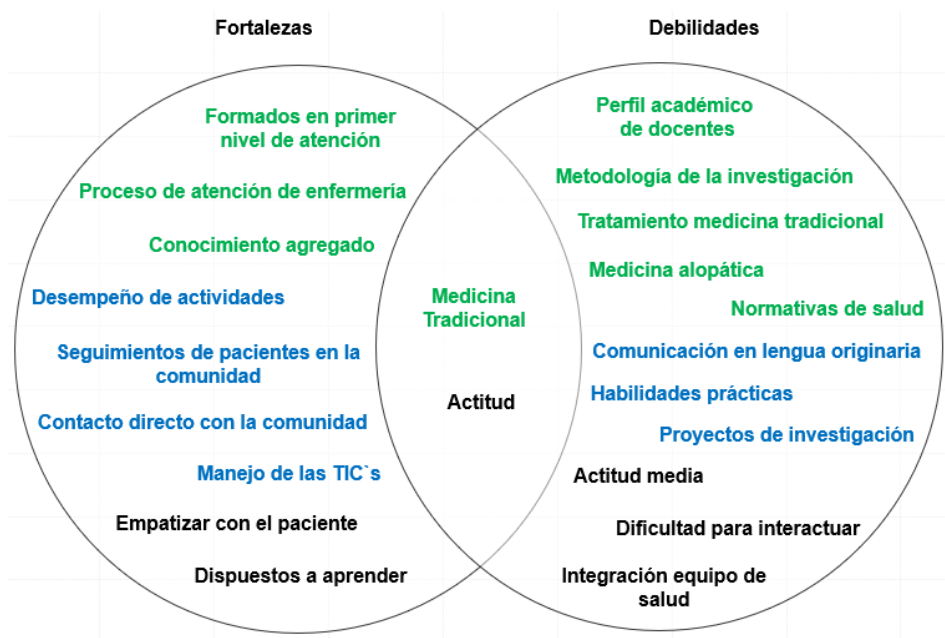 Fortalezas
Debilidades
Formados en primer
nivel de atención
Proceso de atención de enfermería
Conocimiento agregado
Desempeño de actividades
Seguimientos de pacientes en la
comunidad
Contacto directo con la comunidad
Manejo de las TIC`s
Empatizar con el paciente
Dispuestos a aprender
Medicina
Tradicional
Actitud
Perfil académico
de docentes
Metodología de la investigación
Tratamiento medicina tradicional
Medicina alopática
Normativas de salud
Comunicación en lengua originaria
Habilidades prácticas
Proyectos de investigación
Actitud media
Dificultad para interactuar
Integración equipo de
salud